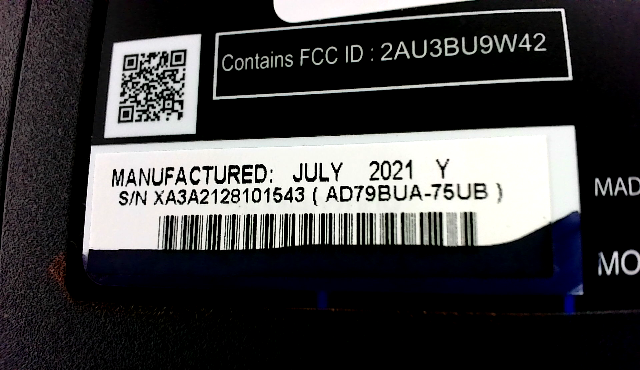 Contains FCC ID : 2AU3BU9W42
MANUFACTURED: JULY 2021 Y
S/N XA3A2128101543 ( AD79BUA-75UB )
MAD
MO